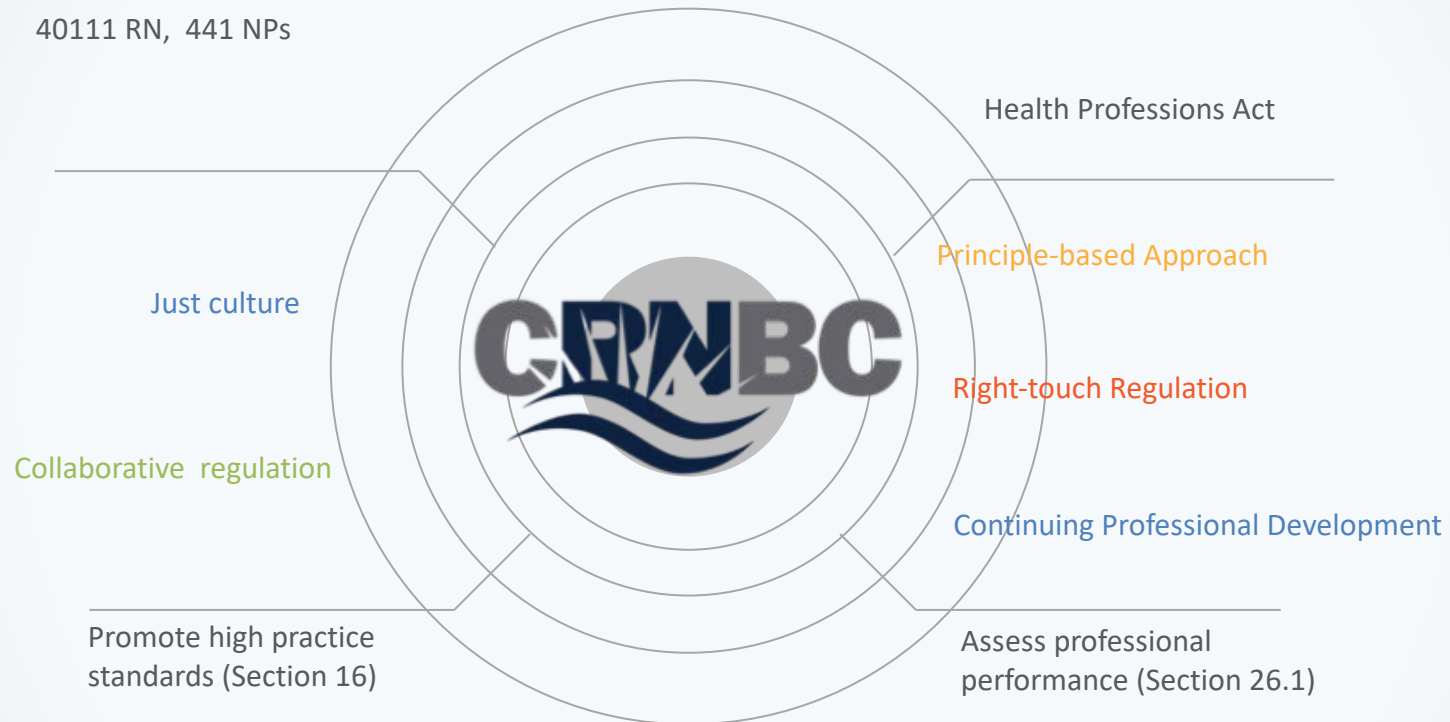 40111 RN,  441 NPs
Health Professions Act
Principle-based Approach
Just culture
CRNBC
Right-touch Regulation
Collaborative  regulation
Continuing Professional Development
Promote high practice
standards (Section 16)
Assess professional
performance (Section 26.1)